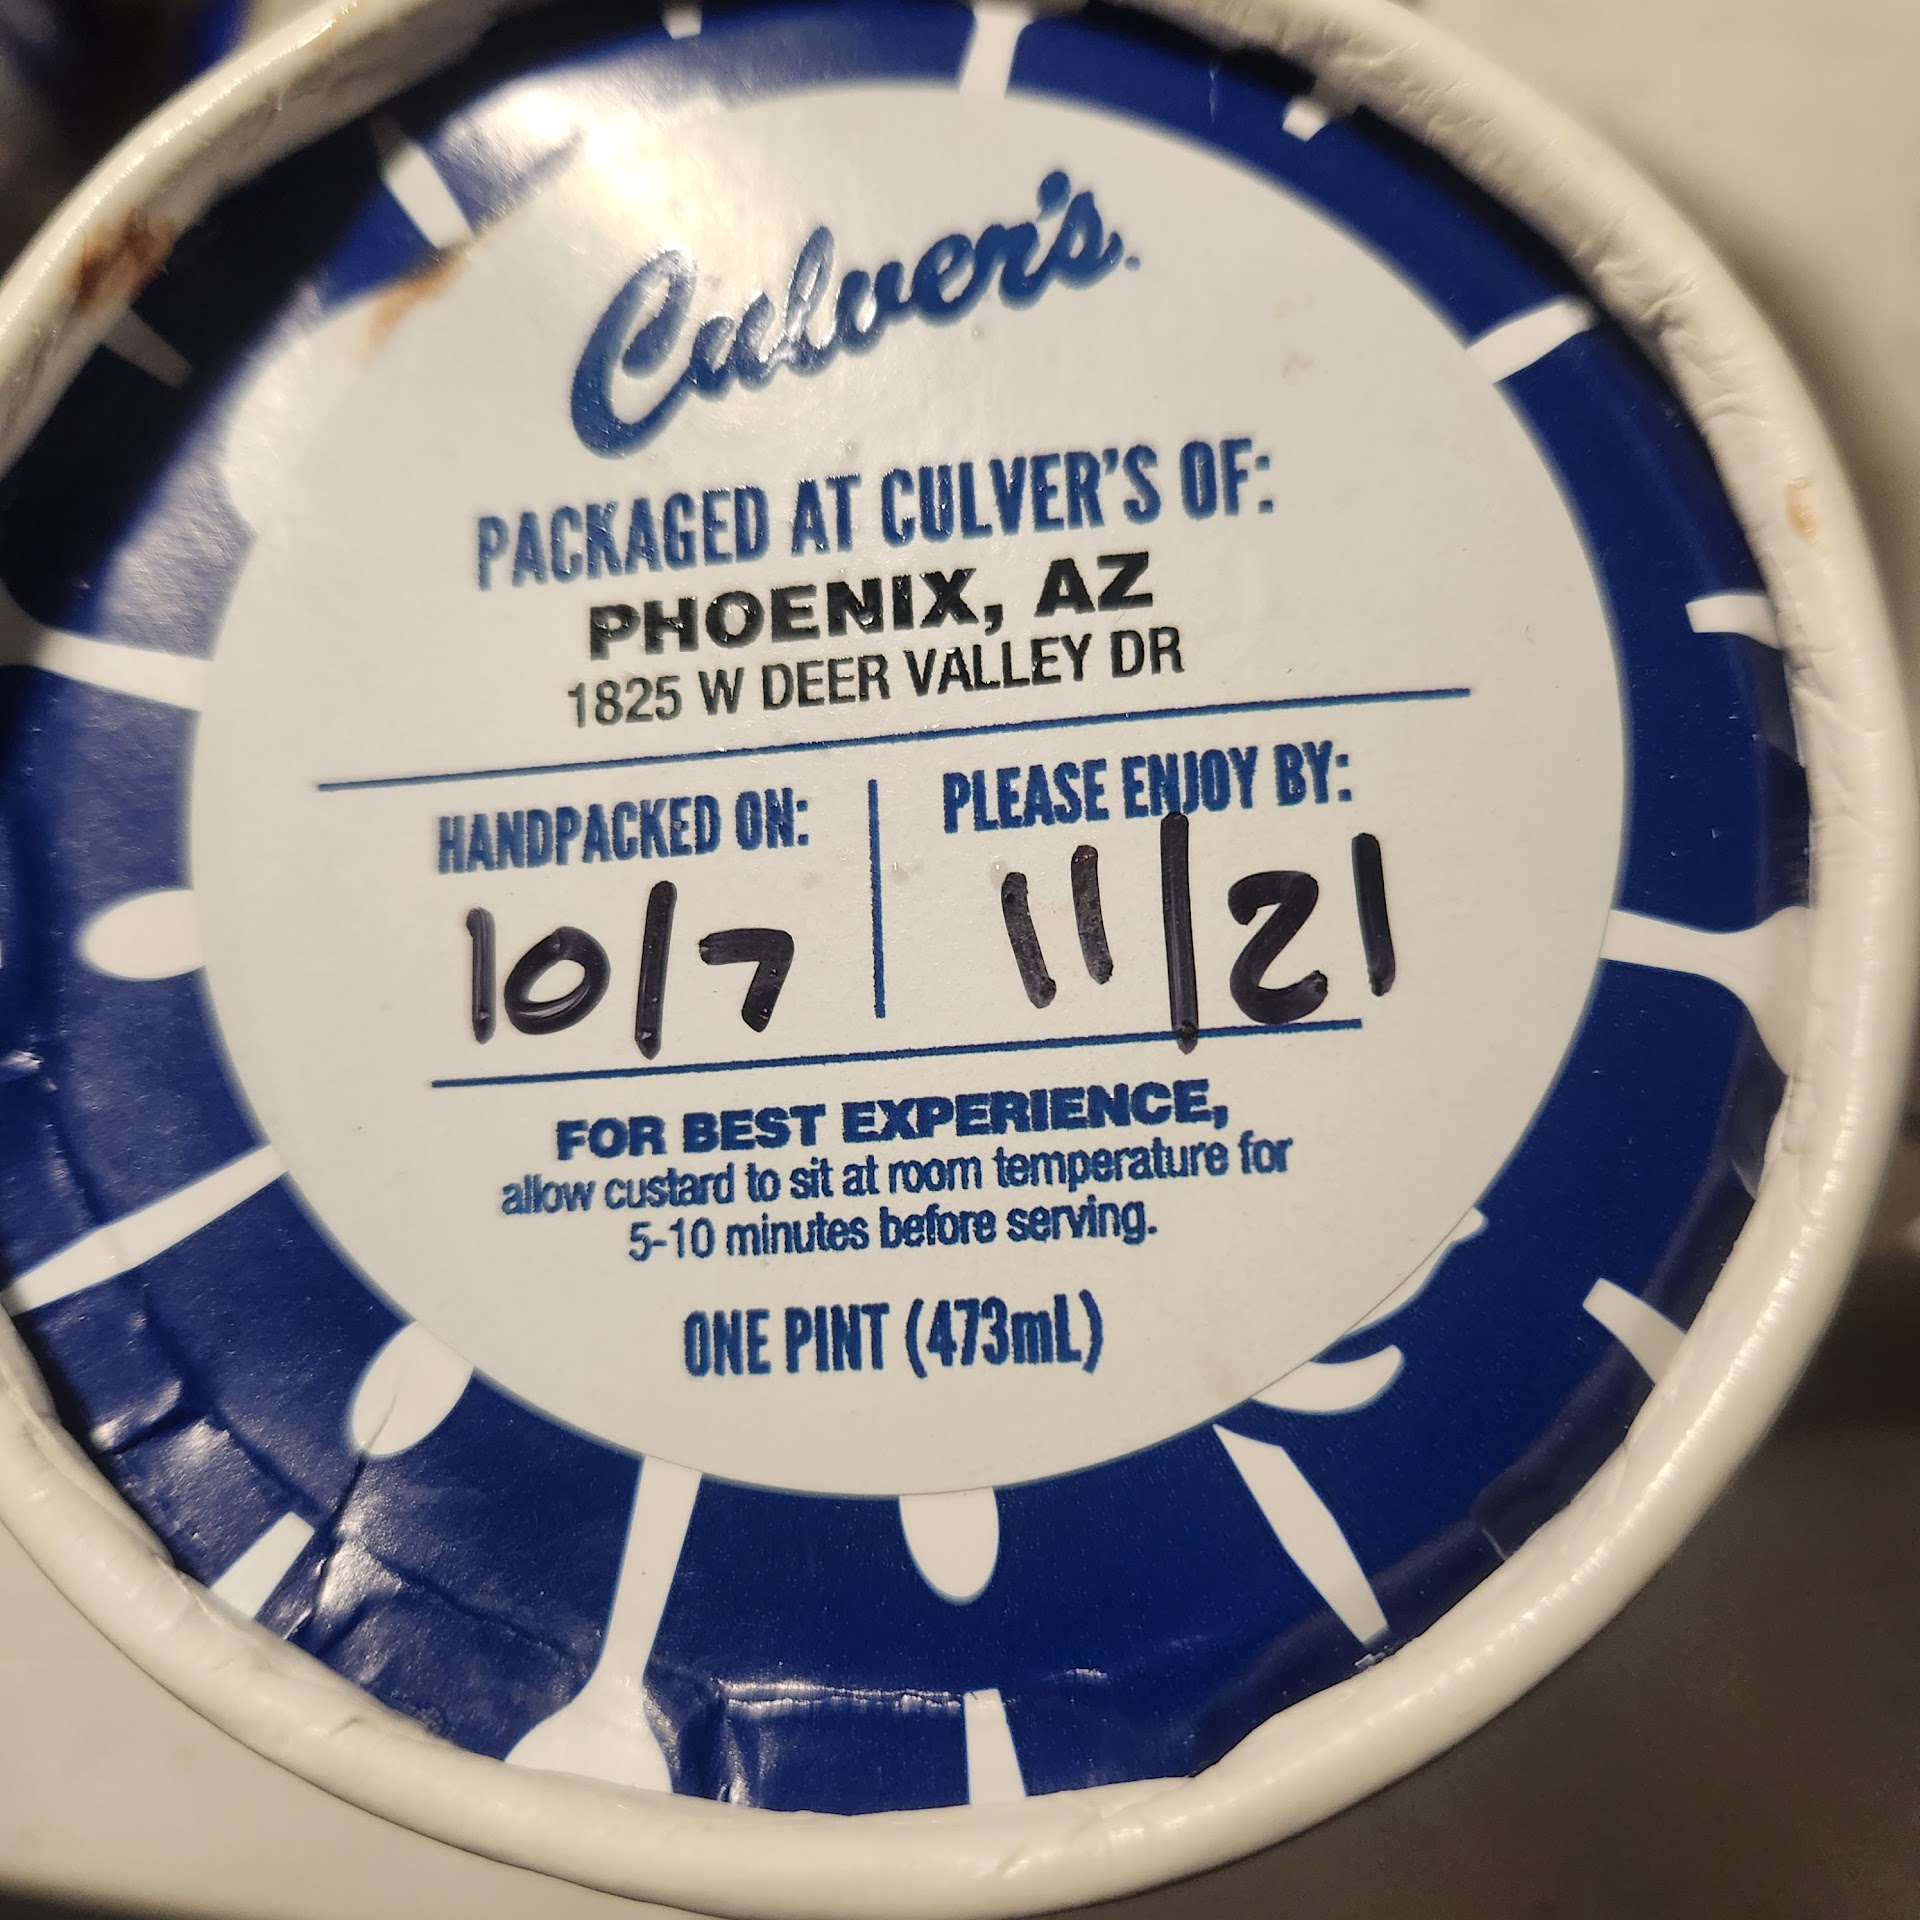 Culver's.
PACKAGED AT CULVER'S OF:
PHOENIX, AZ
1825 W DEER VALLEY DR
HANDPACKED ON:
10/7
PLEASE ENJOY BY:
11/21
FOR BEST EXPERIENCE,
allow custard to sit at room temperature for
5-10 minutes before serving.
ONE PINT (473mL)